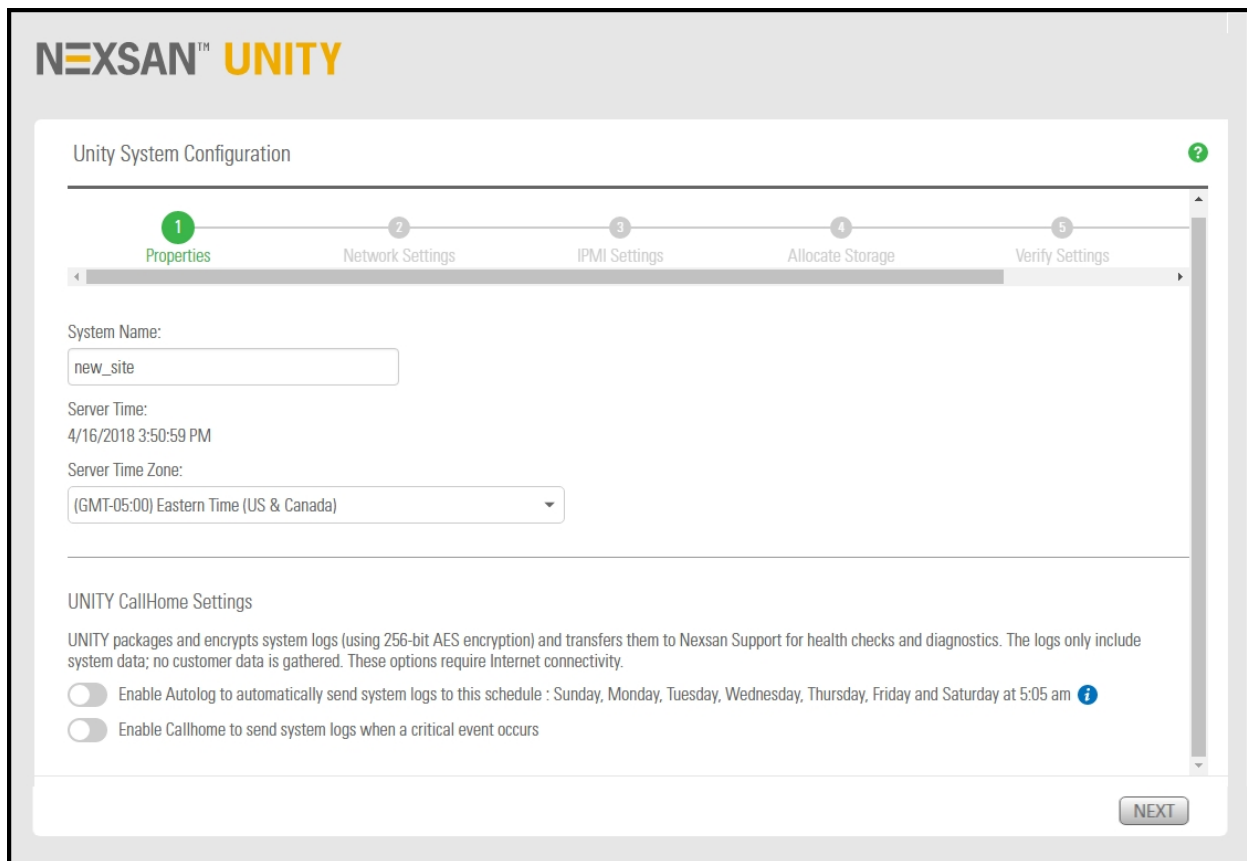 NEXSAN™ UNITY
Unity System Configuration
?
1
2
3
4
5
Properties
Network Settings
IPMI Settings
Allocate Storage
Verify Settings
System Name:
new_site
Server Time:
4/16/2018 3:50:59 PM
Server Time Zone:
(GMT-05:00) Eastern Time (US & Canada)
UNITY CallHome Settings
UNITY packages and encrypts system logs (using 256-bit AES encryption) and transfers them to Nexsan Support for health checks and diagnostics. The logs only include
system data; no customer data is gathered. These options require Internet connectivity.
Enable Autolog to automatically send system logs to this schedule : Sunday, Monday, Tuesday, Wednesday, Thursday, Friday and Saturday at 5:05 am i
Enable Callhome to send system logs when a critical event occurs
NEXT